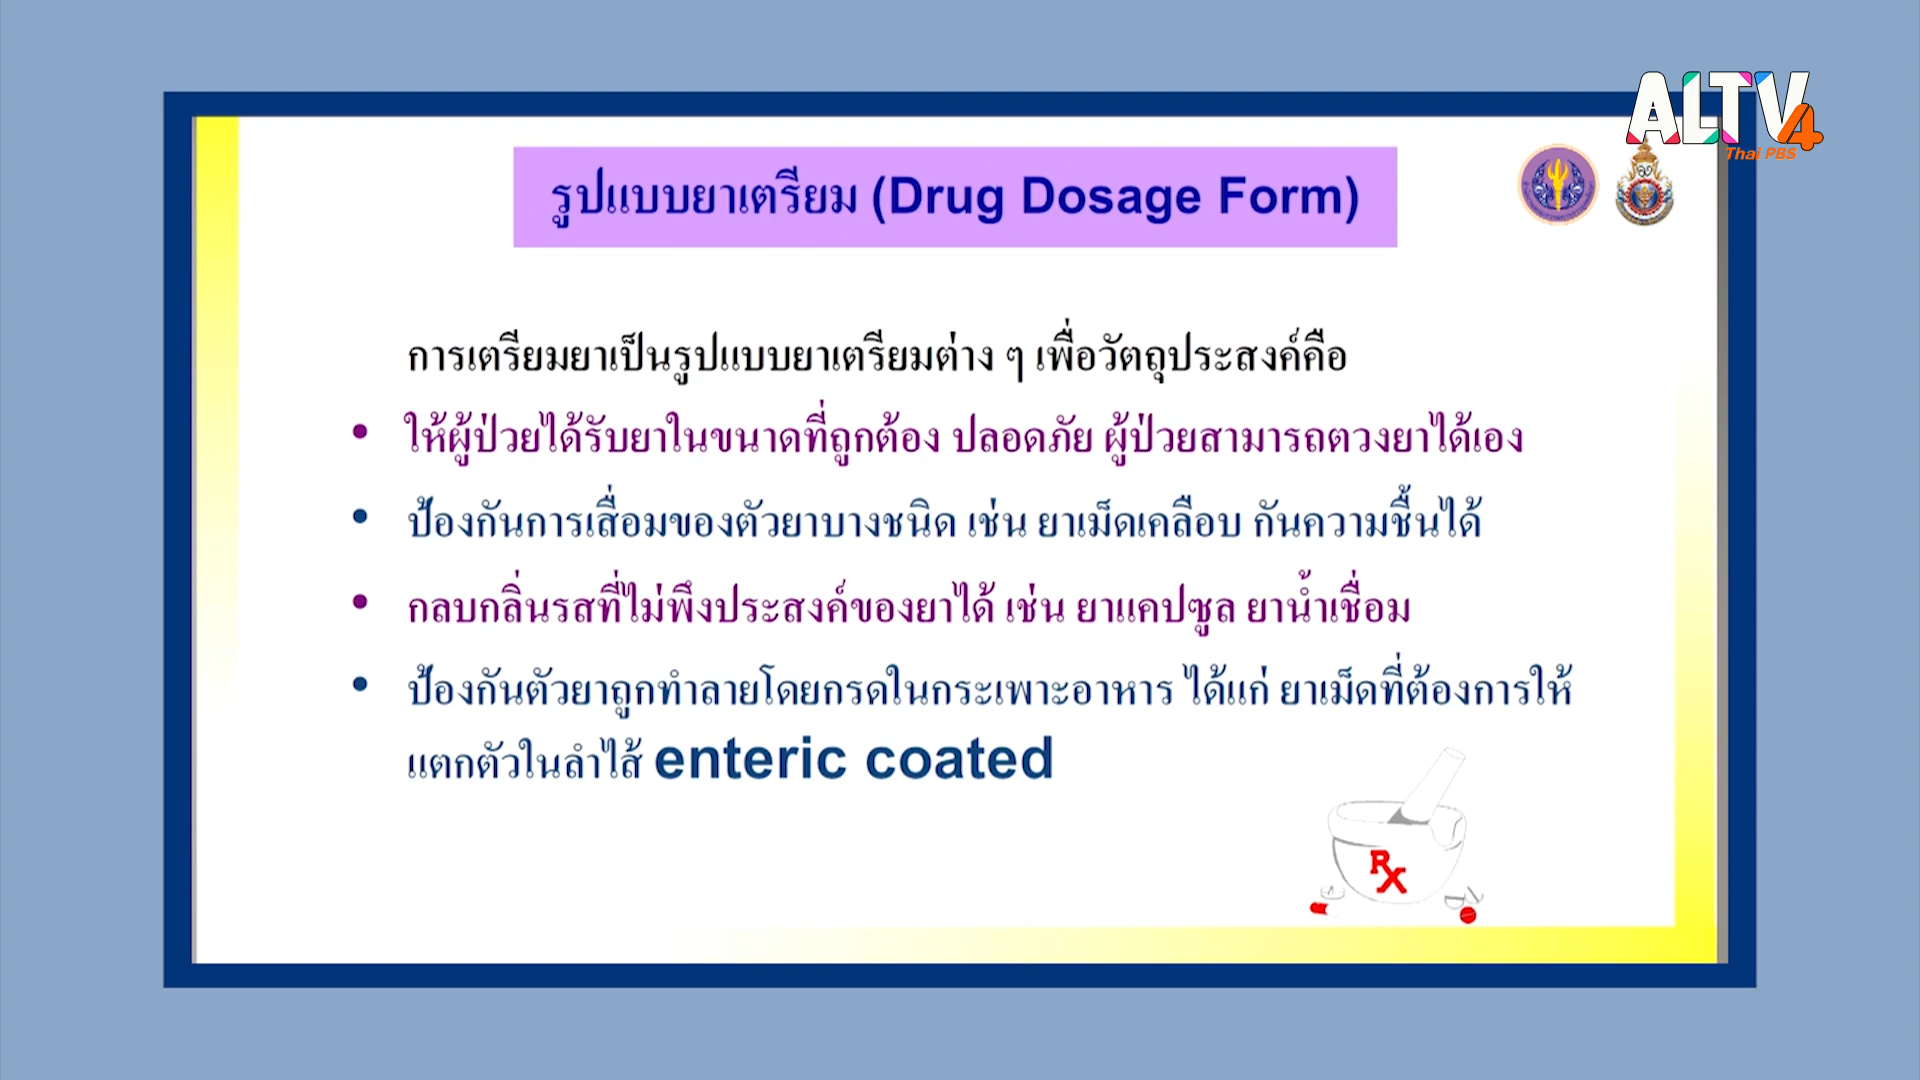 ALTV4
Thai PBS
รูปแบบยาเตรียม (Drug Dosage Form)
การเตรียมยาเป็นรูปแบบยาเตรียมต่าง ๆ เพื่อวัตถุประสงค์คือ
• ให้ผู้ป่วยได้รับยาในขนาดที่ถูกต้อง ปลอดภัย ผู้ป่วยสามารถตวงยาได้เอง
• ป้องกันการเสื่อมของตัวยาบางชนิด เช่น ยาเม็ดเคลือบ กันความชื้นได้
• กลบกลิ่นรสที่ไม่พึงประสงค์ของยาได้ เช่น ยาแคปซูล ยาน้ำเชื่อม
• ป้องกันตัวยาถูกทำลายโดยกรดในกระเพาะอาหาร ได้แก่ ยาเม็ดที่ต้องการให้
แตกตัวในลำไส้ enteric coated
RX